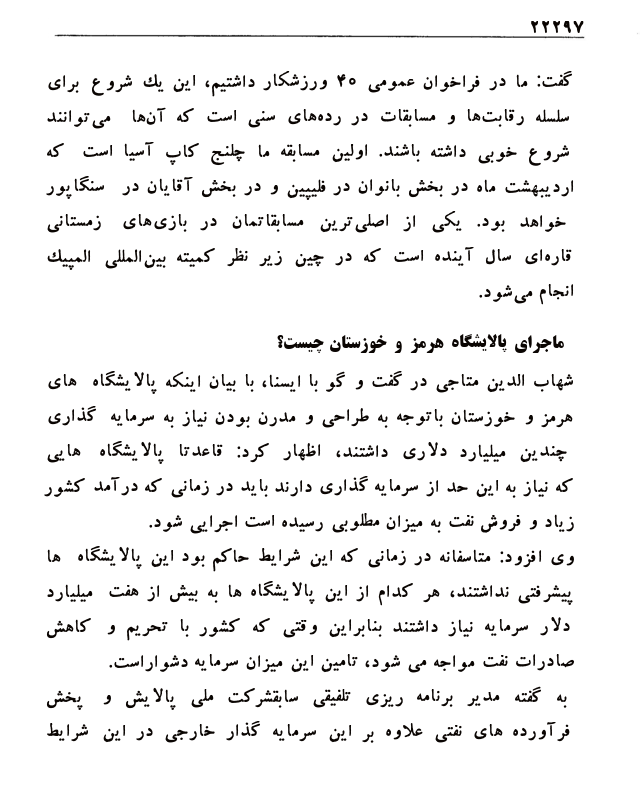 ۲۲۲۹۷
گفت: ما در فراخوان عمومی ۴۰ ورزشکار داشتیم، این یك شروع برای
سلسله رقابت‌ها و مسابقات در رده‌های سنی است که آن‌ها می‌توانند
شروع خوبی داشته باشند. اولین مسابقه ما چلنج کاپ آسیا است که
اردیبهشت ماه در بخش بانوان در فلیپین و در بخش آقایان در سنگاپور
خواهد بود. یکی از اصلی‌ترین مسابقاتمان در بازی‌های زمستانی
قاره‌ای سال آینده است که در چین زیر نظر کمیته بین‌المللی المپیك
انجام می‌شود.
ماجرای پالایشگاه هرمز و خوزستان چیست؟
شهاب الدین متاجی در گفت و گو با ایسنا، با بیان اینکه پالایشگاه های
هرمز و خوزستان باتوجه به طراحی و مدرن بودن نیاز به سرمایه گذاری
چندین میلیارد دلاری داشتند، اظهار کرد: قاعدتا پالایشگاه هایی
که نیاز به این حد از سرمایه گذاری دارند باید در زمانی که درآمد کشور
زیاد و فروش نفت به میزان مطلوبی رسیده است اجرایی شود.
وی افزود: متاسفانه در زمانی که این شرایط حاکم بود این پالایشگاه ها
پیشرفتی نداشتند، هر کدام از این پالایشگاه ها به بیش از هفت میلیارد
دلار سرمایه نیاز داشتند بنابراین وقتی که کشور با تحریم و کاهش
صادرات نفت مواجه می شود، تامین این میزان سرمایه دشواراست.
به گفته مدیر برنامه ریزی تلفیقی سابقشرکت ملی پالایش و پخش
فرآورده های نفتی علاوه بر این سرمایه گذار خارجی در این شرایط